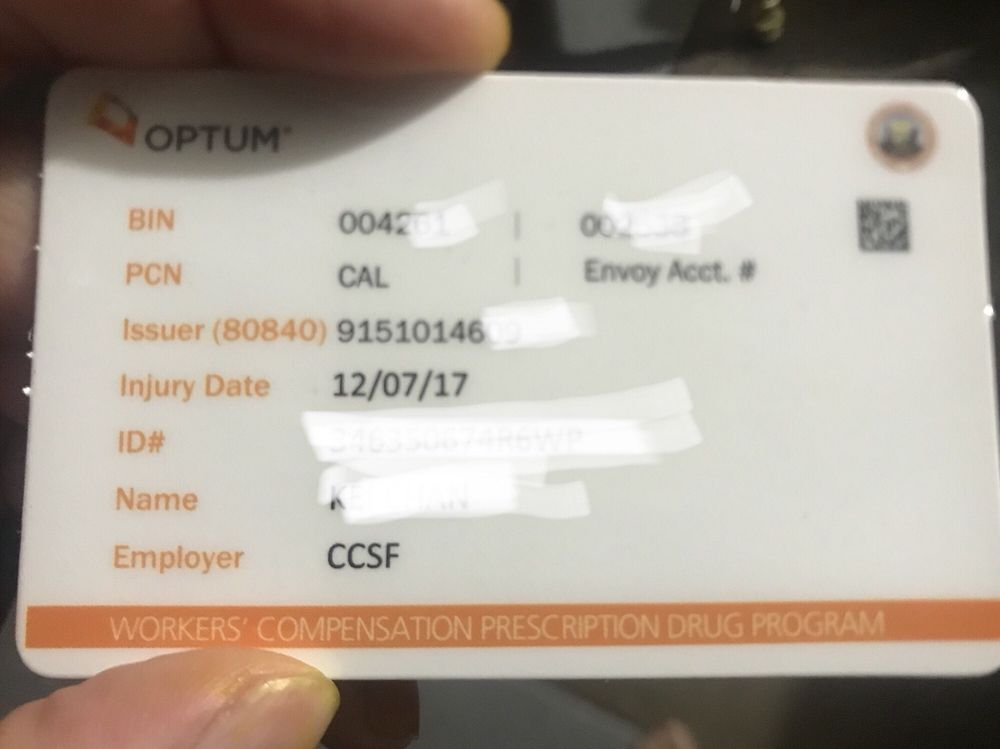 OPTUM®
BIN |
PCN CAL | Envoy Acct. #
Issuer (80840)
Injury Date 12/07/17
ID#
Name
Employer CCSF
WORKERS' COMPENSATION PRESCRIPTION DRUG PROGRAM